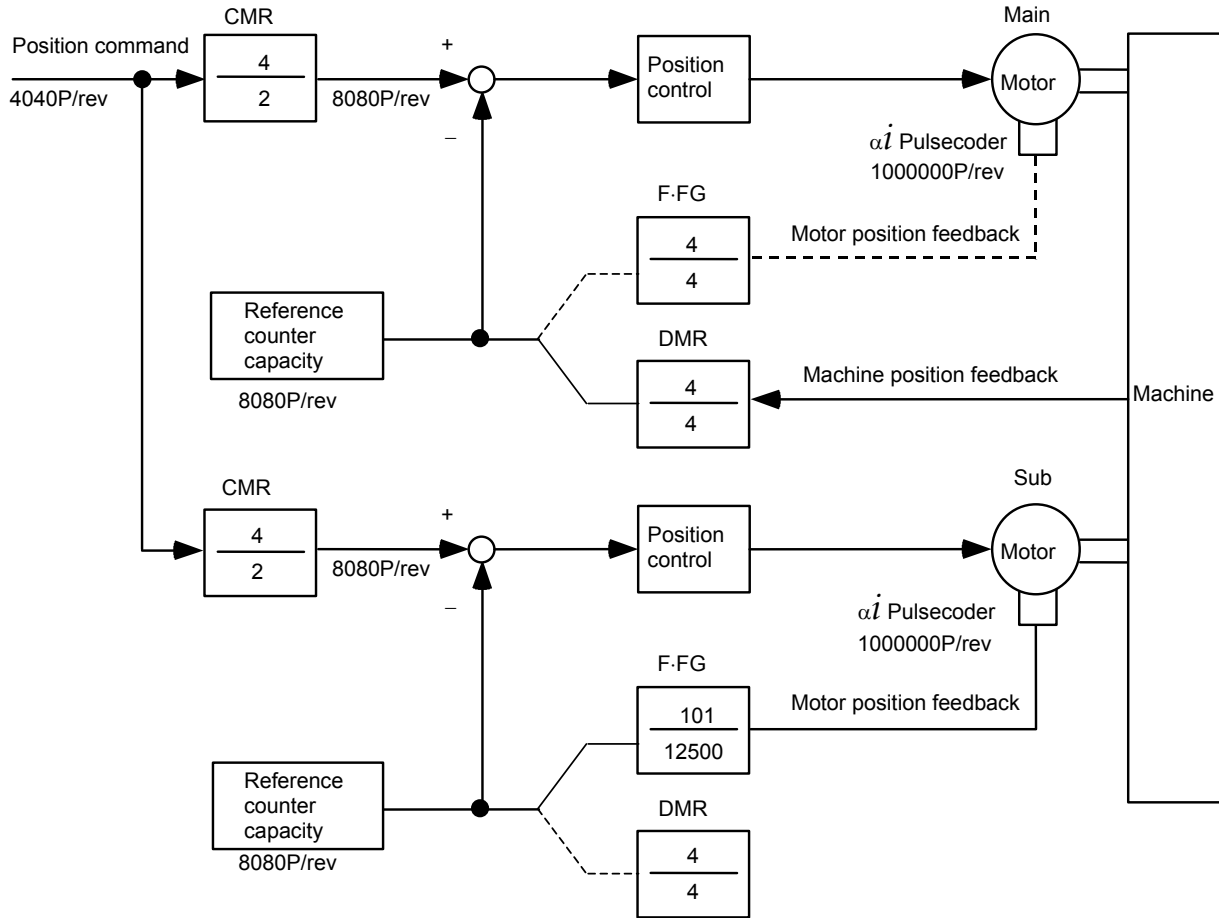 CMR
Main
Position command
4
2
4040P/rev
8080P/rev
+
−
Position
control
Motor
αi Pulsecoder
1000000P/rev
F·FG
4
4
Motor position feedback
Reference
counter
capacity
8080P/rev
DMR
4
4
Machine position feedback
Machine
CMR
Sub
4
2
8080P/rev
+
−
Position
control
Motor
αi Pulsecoder
1000000P/rev
F·FG
101
12500
Motor position feedback
Reference
counter
capacity
8080P/rev
DMR
4
4